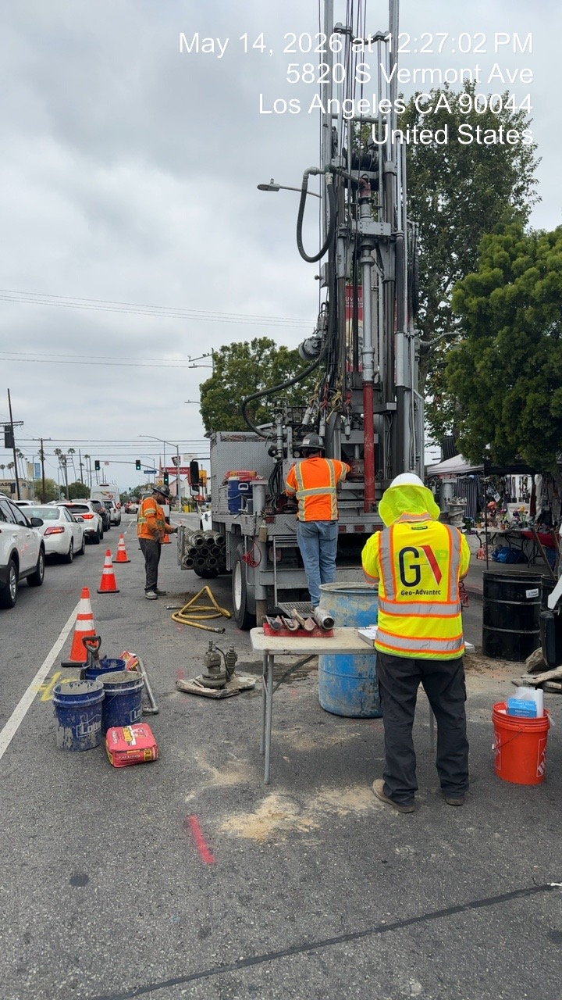 May 14, 2026 at 12:27:02 PM
5820 S Vermont Ave
Los Angeles CA 90044
United States
GV
Geo-Advantec